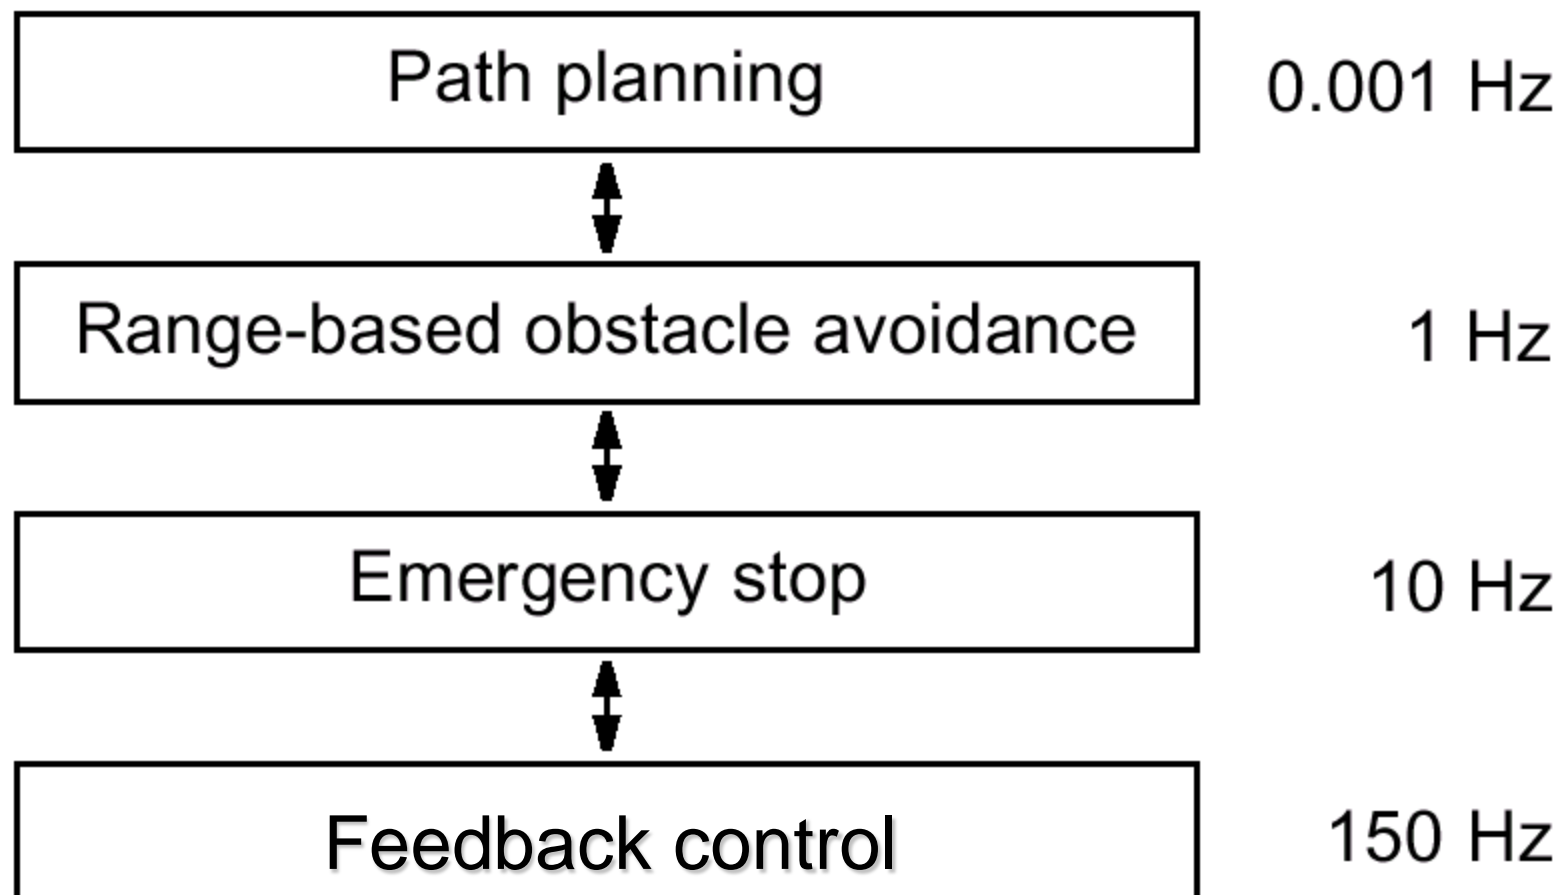 Path planning 0.001 Hz
Range-based obstacle avoidance 1 Hz
Emergency stop 10 Hz
Feedback control 150 Hz